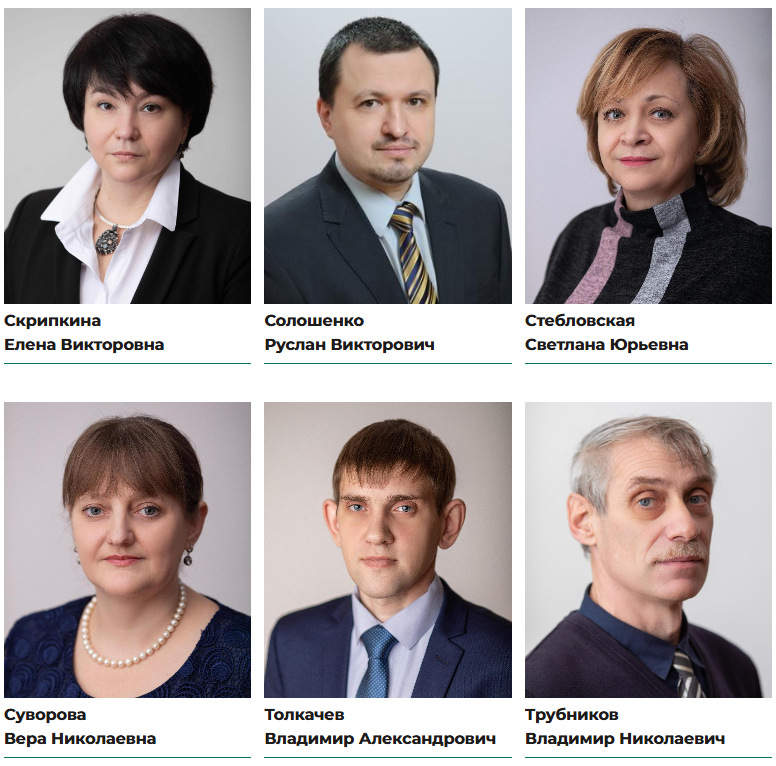 Скрипкина
Елена Викторовна
Солошенко
Руслан Викторович
Стебловская
Светлана Юрьевна
Суворова
Вера Николаевна
Толкачев
Владимир Александрович
Трубников
Владимир Николаевич